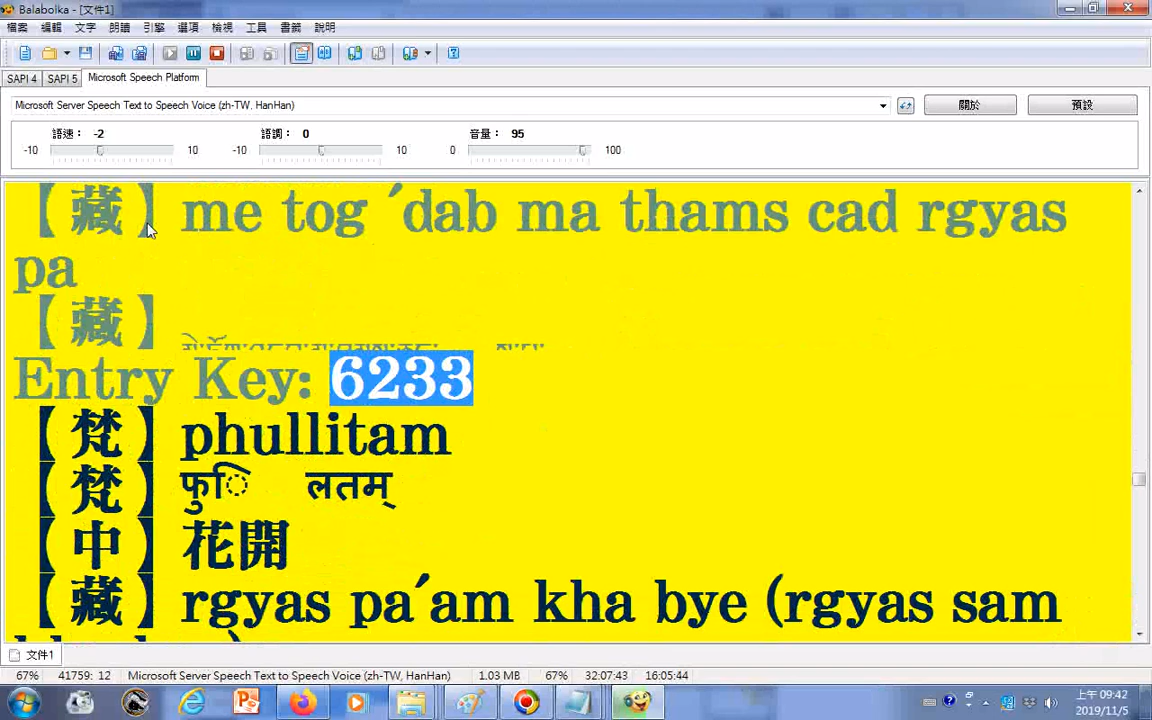 Balabolka - [文件1]
檔案 編輯 文字 朗讀 引擎 選項 檢視 工具 書籤 說明
SAPI 4 SAPI 5 Microsoft Speech Platform
Microsoft Server Speech Text to Speech Voice (zh-TW, HanHan) 關於 預設
語速： -2 語調： 0 音量： 95
-10 10 -10 10 0 100
【藏】 me tog ´dab ma thams cad rgyas
pa
【藏】
Entry Key: 6233
【梵】 phullitam
【梵】 फुि लतम्
【中】 花開
【藏】 rgyas pa´am kha bye (rgyas sam
文件1
67% 41759: 12 Microsoft Server Speech Text to Speech Voice (zh-TW, HanHan) 1.03 MB 67% 32:07:43 16:05:44
上午 09:42
2019/11/5